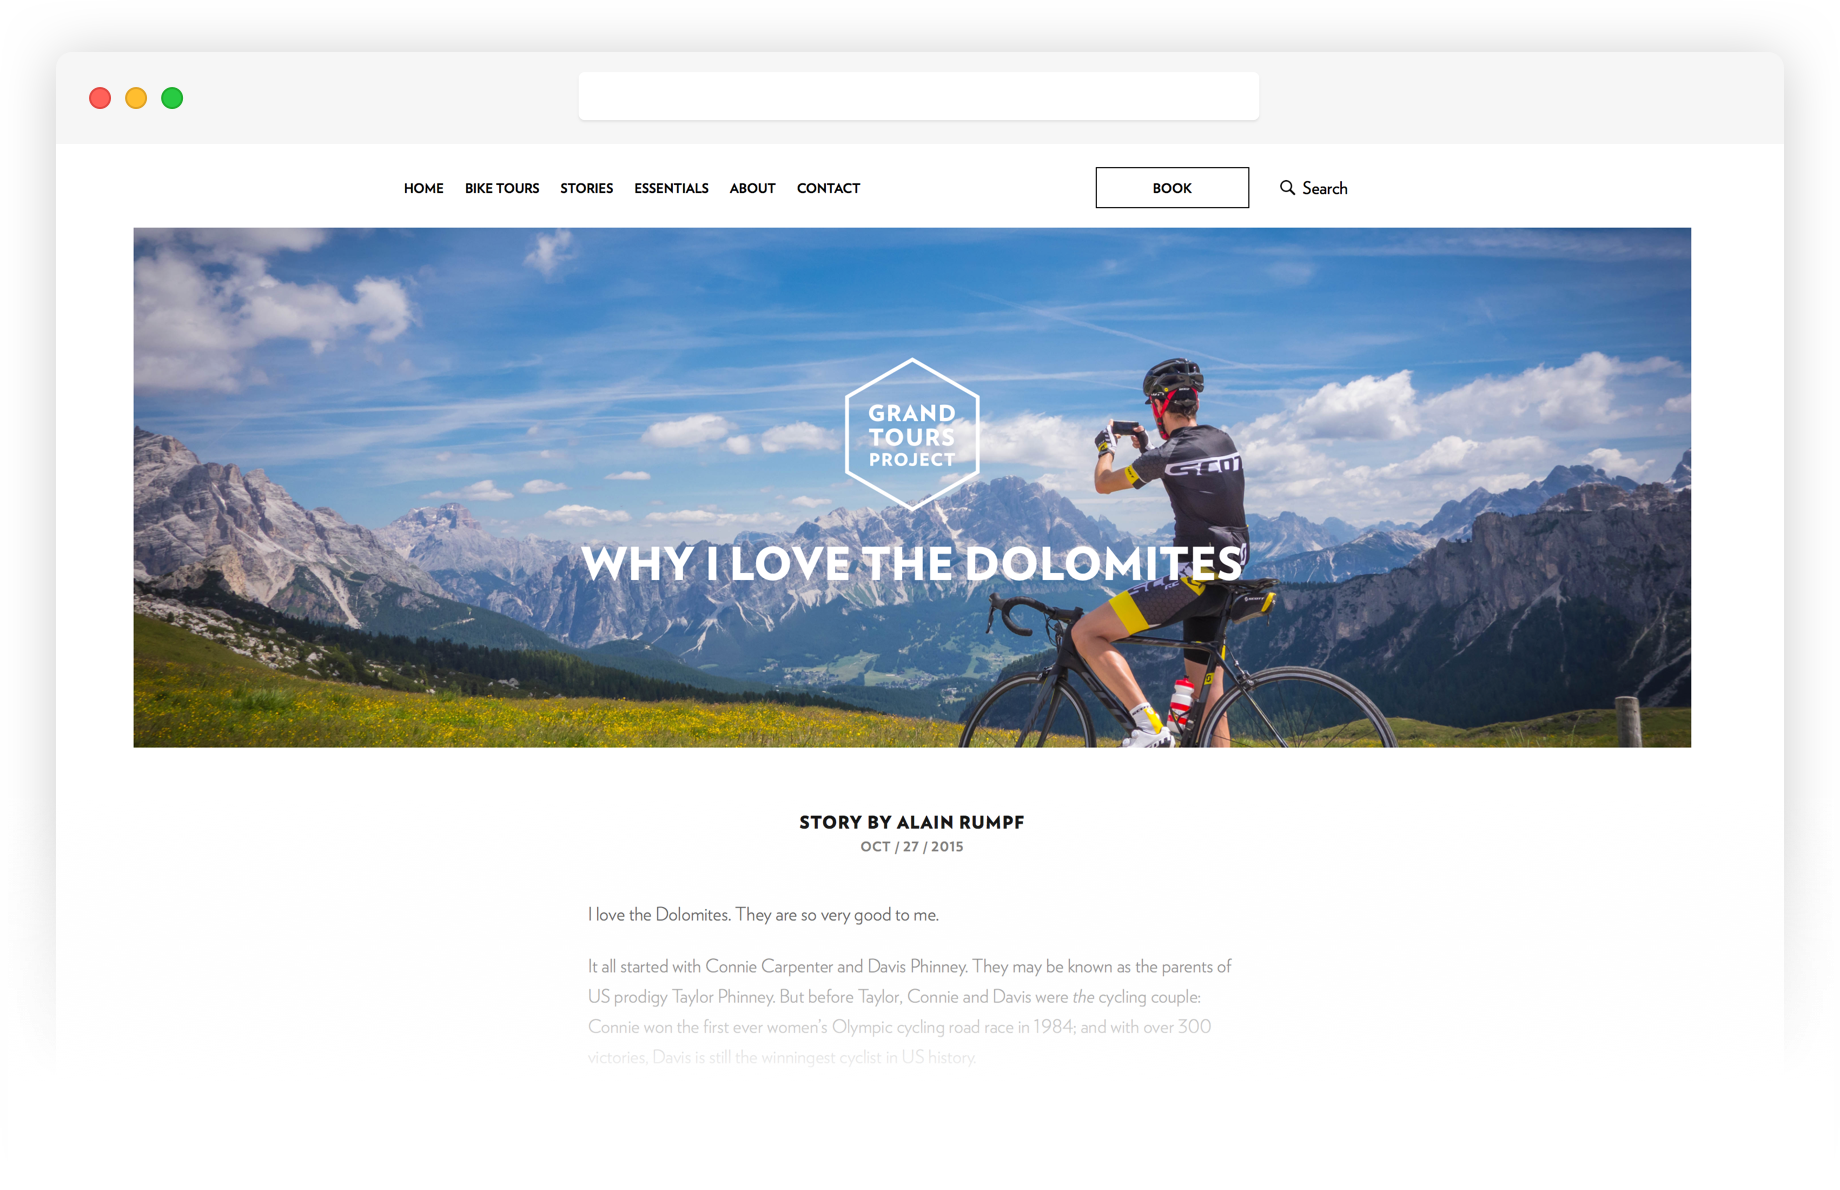 HOME BIKE TOURS STORIES ESSENTIALS ABOUT CONTACT BOOK Search
GRAND
TOURS
PROJECT
SCOT
WHY I LOVE THE DOLOMITES
STORY BY ALAIN RUMPF
OCT / 27 / 2015
I love the Dolomites. They are so very good to me.
It all started with Connie Carpenter and Davis Phinney. They may be known as the parents of
US prodigy Taylor Phinney. But before Taylor, Connie and Davis were the cycling couple:
Connie won the first ever women’s Olympic cycling road race in 1984; and with over 300
victories, Davis is still the winningest cyclist in US history.